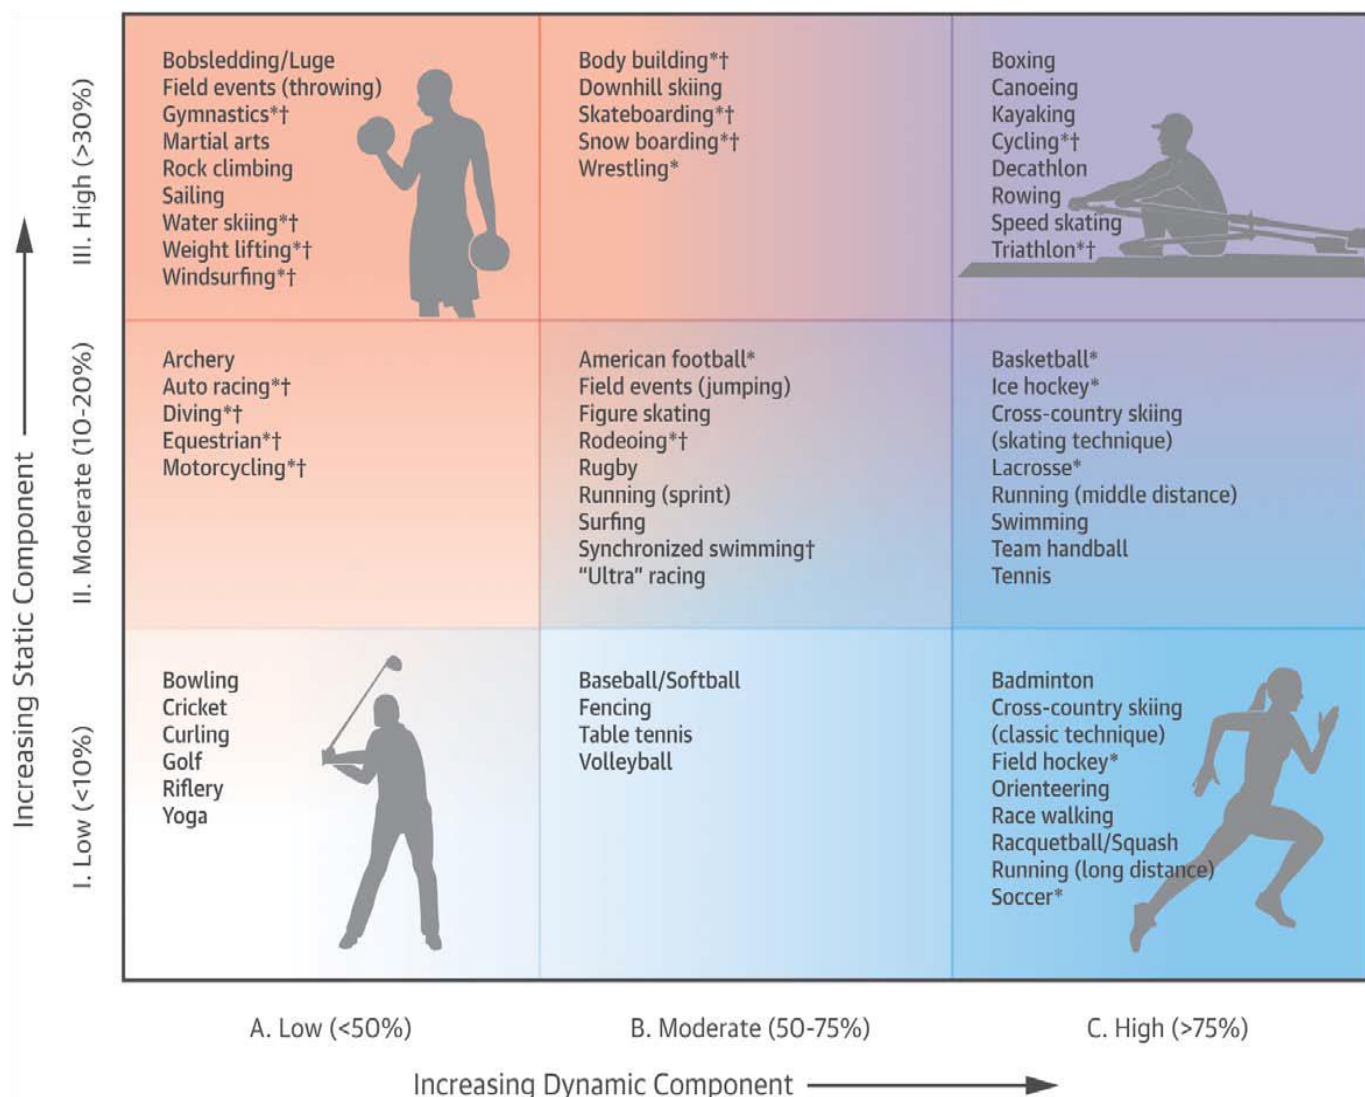 Bobsledding/Luge
Field events (throwing)
Gymnastics*†
Martial arts
Rock climbing
Sailing
Water skiing*†
Weight lifting*†
Windsurfing*†
Body building*†
Downhill skiing
Skateboarding*†
Snow boarding*†
Wrestling*
Boxing
Canoeing
Kayaking
Cycling*†
Decathlon
Rowing
Speed skating
Triathlon*†
Archery
Auto racing*†
Diving*†
Equestrian*†
Motorcycling*†
American football*
Field events (jumping)
Figure skating
Rodeoing*†
Rugby
Running (sprint)
Surfing
Synchronized swimming†
“Ultra” racing
Basketball*
Ice hockey*
Cross-country skiing
(skating technique)
Lacrosse*
Running (middle distance)
Swimming
Team handball
Tennis
Bowling
Cricket
Curling
Golf
Riflery
Yoga
Baseball/Softball
Fencing
Table tennis
Volleyball
Badminton
Cross-country skiing
(classic technique)
Field hockey*
Orienteering
Race walking
Racquetball/Squash
Running (long distance)
Soccer*
Increasing Static Component
III. High (>30%)
II. Moderate (10-20%)
I. Low (<10%)
A. Low (<50%)
B. Moderate (50-75%)
C. High (>75%)
Increasing Dynamic Component